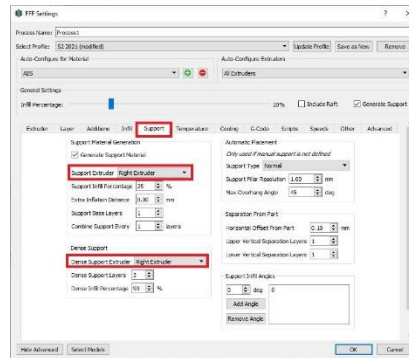 FFF Settings
Process Name: Process1
Select Profile: S2 2021 (modified) Update Profile Save as New Remove
Auto-Configure for Material Auto-Configure Extruders
ABS All Extruders
General Settings
Infill Percentage: 20% Include Raft Generate Support
Extruder Layer Additions Infill Support Temperature Cooling G-Code Scripts Speeds Other Advanced
Support Material Generation
Generate Support Material
Support Extruder Right Extruder
Support Infill Percentage 25 %
Extra Inflation Distance 0.00 mm
Support Base Layers 1
Combine Support Every 1 layers
Dense Support
Dense Support Extruder Right Extruder
Dense Support Layers 3
Dense Infill Percentage 90 %
Automatic Placement
Only used if manual support is not defined
Support Type Normal
Support Pillar Resolution 1.00 mm
Max Overhang Angle 45 deg
Separation From Part
Horizontal Offset From Part 0.10 mm
Upper Vertical Separation Layers 1
Lower Vertical Separation Layers 1
Support Infill Angles
0 deg 0
Add Angle
Remove Angle
Hide Advanced Select Models OK Cancel